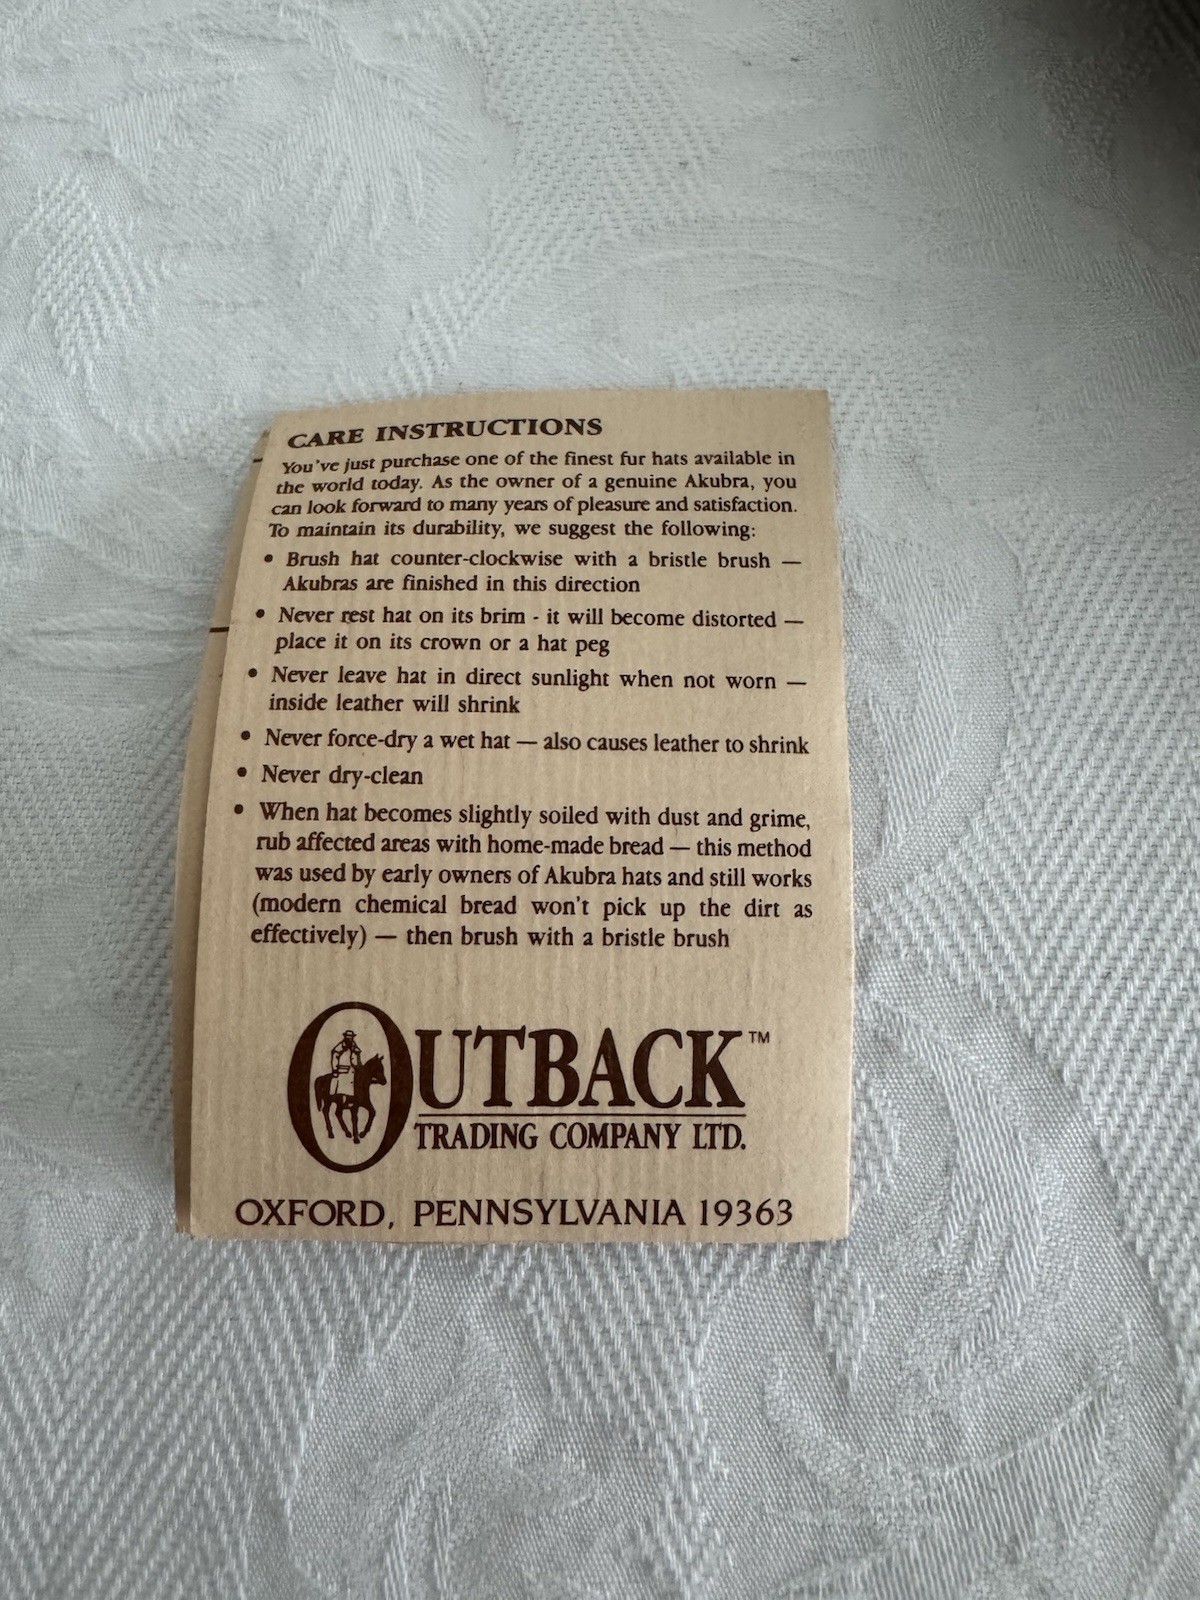 CARE INSTRUCTIONS
You've just purchase one of the finest fur hats available in
the world today. As the owner of a genuine Akubra, you
can look forward to many years of pleasure and satisfaction.
To maintain its durability, we suggest the following:
• Brush hat counter-clockwise with a bristle brush —
Akubras are finished in this direction
• Never rest hat on its brim - it will become distorted —
place it on its crown or a hat peg
• Never leave hat in direct sunlight when not worn —
inside leather will shrink
• Never force-dry a wet hat — also causes leather to shrink
• Never dry-clean
• When hat becomes slightly soiled with dust and grime,
rub affected areas with home-made bread — this method
was used by early owners of Akubra hats and still works
(modern chemical bread won't pick up the dirt as
effectively) — then brush with a bristle brush
OUTBACK™
TRADING COMPANY LTD.
OXFORD, PENNSYLVANIA 19363